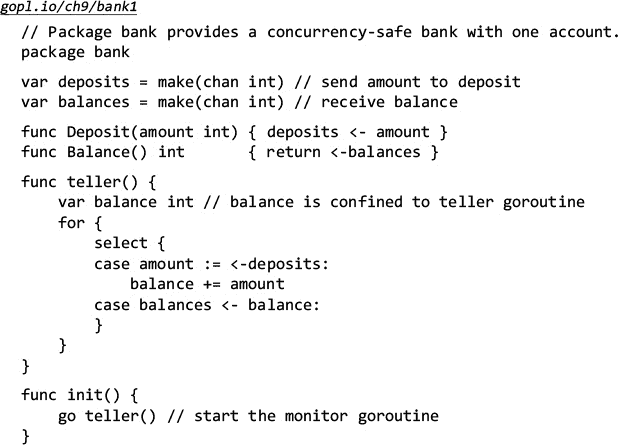 gopl.io/ch9/bank1
// Package bank provides a concurrency-safe bank with one account.
package bank
var deposits = make(chan int) // send amount to deposit
var balances = make(chan int) // receive balance
func Deposit(amount int) { deposits <- amount }
func Balance() int       { return <-balances }
func teller() {
    var balance int // balance is confined to teller goroutine
    for {
        select {
        case amount := <-deposits:
            balance += amount
        case balances <- balance:
        }
    }
}
func init() {
    go teller() // start the monitor goroutine
}